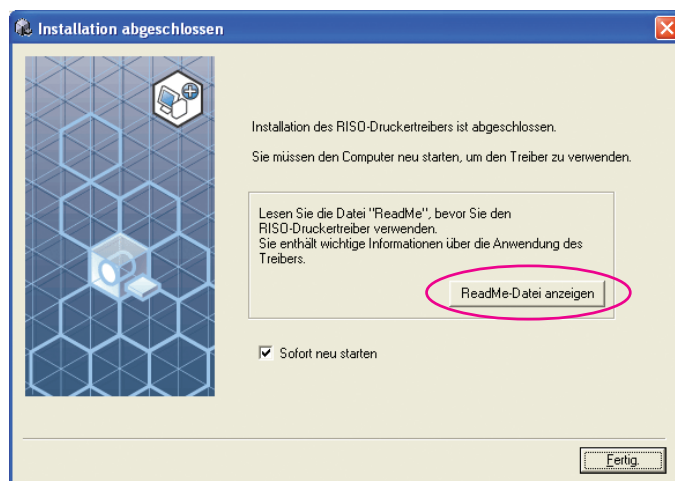 Installation abgeschlossen
Installation des RISO-Druckertreibers ist abgeschlossen.
Sie müssen den Computer neu starten, um den Treiber zu verwenden.
Lesen Sie die Datei "ReadMe", bevor Sie den
RISO-Druckertreiber verwenden.
Sie enthält wichtige Informationen über die Anwendung des
Treibers.
ReadMe-Datei anzeigen
Sofort neu starten
Fertig.